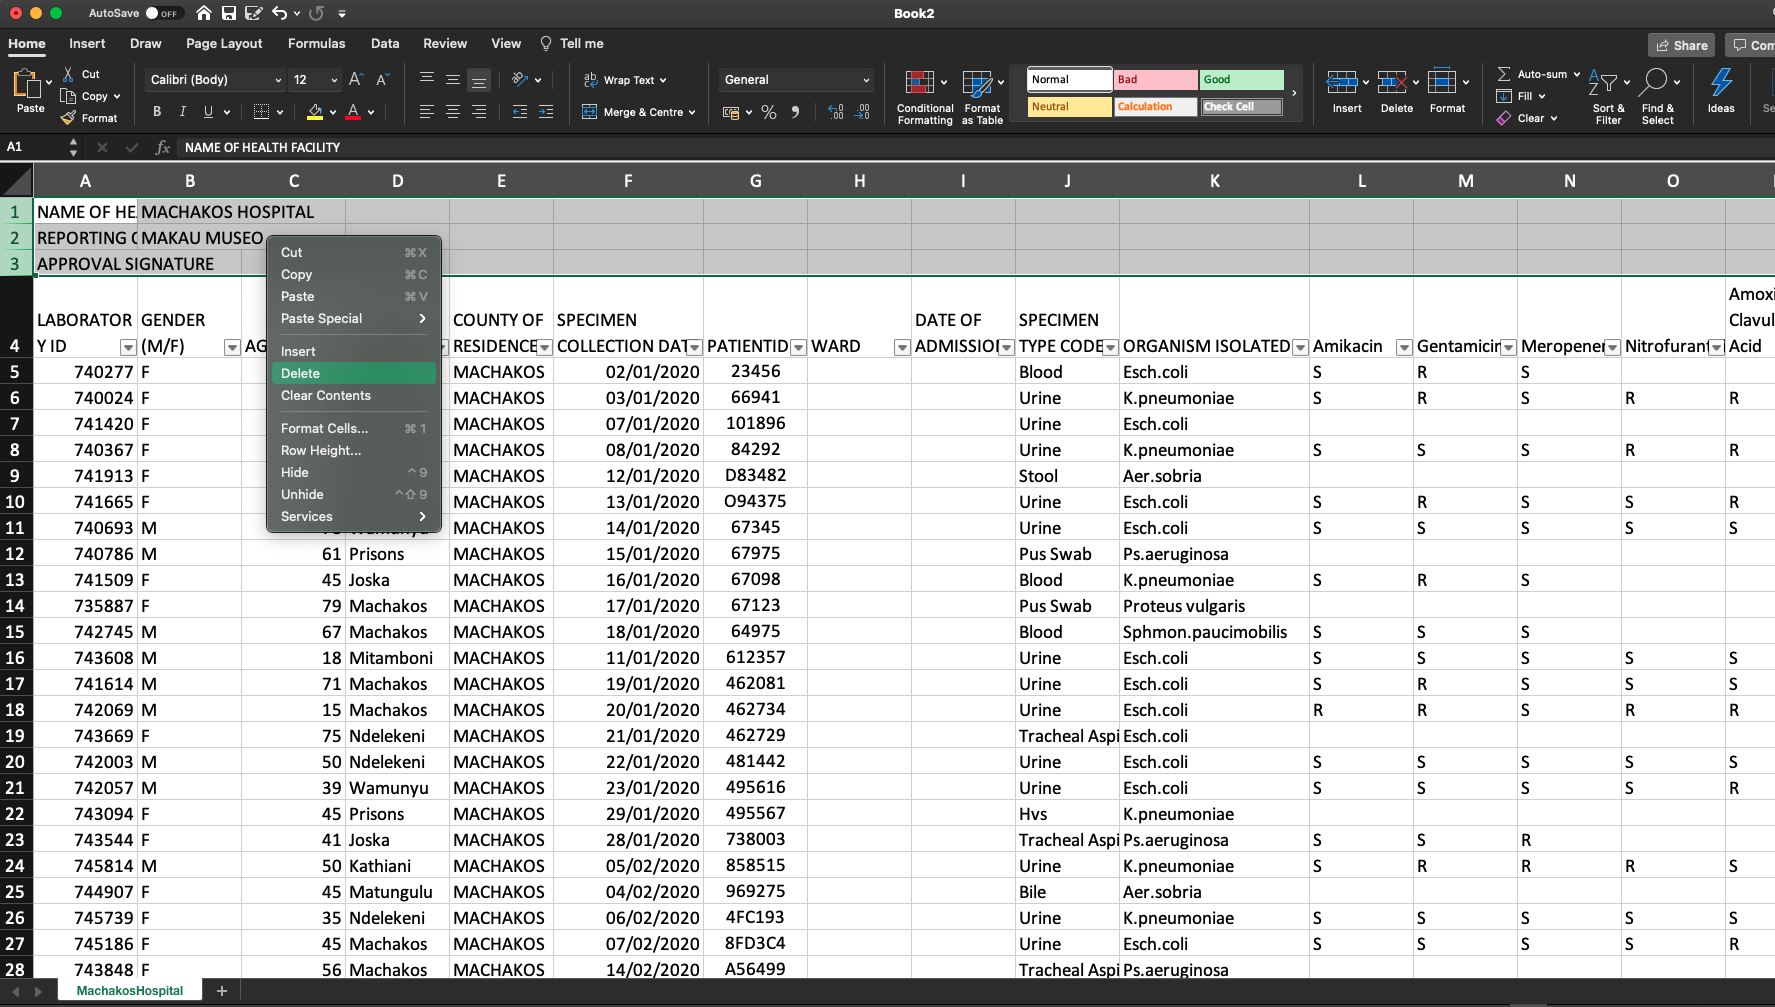 AutoSave OFF Book2
Home Insert Draw Page Layout Formulas Data Review View Tell me Share
Paste Cut Copy Format
Calibri (Body) 12
B I U
ab Wrap Text
Merge & Centre
General
%
Conditional Formatting
Format as Table
Normal Bad Good
Neutral Calculation Check Cell
Insert Delete Format
Auto-sum
Fill
Clear
Sort & Filter
Find & Select
Ideas
A1 fx NAME OF HEALTH FACILITY
A B C D E F G H I J K L M N O
1 NAME OF HE MACHAKOS HOSPITAL
2 REPORTING MAKAU MUSEO
3 APPROVAL SIGNATURE
4 LABORATORY ID GENDER (M/F) AG COUNTY OF RESIDENCE SPECIMEN COLLECTION DAT PATIENTID WARD DATE OF ADMISSIO SPECIMEN TYPE CODE ORGANISM ISOLATED Amikacin Gentamicin Meropene Nitrofurant Amoxi Clavul Acid
5 740277 F MACHAKOS 02/01/2020 23456 Blood Esch.coli S R S
6 740024 F MACHAKOS 03/01/2020 66941 Urine K.pneumoniae S R S R R
7 741420 F MACHAKOS 07/01/2020 101896 Urine Esch.coli
8 740367 F MACHAKOS 08/01/2020 84292 Urine K.pneumoniae S S S R R
9 741913 F MACHAKOS 12/01/2020 D83482 Stool Aer.sobria
10 741665 F MACHAKOS 13/01/2020 O94375 Urine Esch.coli S R S S R
11 740693 M MACHAKOS 14/01/2020 67345 Urine Esch.coli S S S S S
12 740786 M 61 Prisons MACHAKOS 15/01/2020 67975 Pus Swab Ps.aeruginosa
13 741509 F 45 Joska MACHAKOS 16/01/2020 67098 Blood K.pneumoniae S R S
14 735887 F 79 Machakos MACHAKOS 17/01/2020 67123 Pus Swab Proteus vulgaris
15 742745 M 67 Machakos MACHAKOS 18/01/2020 64975 Blood Sphmon.paucimobilis S S S
16 743608 M 18 Mitamboni MACHAKOS 11/01/2020 612357 Urine Esch.coli S S S S S
17 741614 M 71 Machakos MACHAKOS 19/01/2020 462081 Urine Esch.coli S R S S S
18 742069 M 15 Machakos MACHAKOS 20/01/2020 462734 Urine Esch.coli R R S R R
19 743669 F 75 Ndelekeni MACHAKOS 21/01/2020 462729 Tracheal Aspi Esch.coli
20 742003 M 50 Ndelekeni MACHAKOS 22/01/2020 481442 Urine Esch.coli S S S S S
21 742057 M 39 Wamunyu MACHAKOS 23/01/2020 495616 Urine Esch.coli S S S S R
22 743094 F 45 Prisons MACHAKOS 29/01/2020 495567 Hvs K.pneumoniae
23 743544 F 41 Joska MACHAKOS 28/01/2020 738003 Tracheal Aspi Ps.aeruginosa S S R
24 745814 M 50 Kathiani MACHAKOS 05/02/2020 858515 Urine K.pneumoniae S R R R S
25 744907 F 45 Matungulu MACHAKOS 04/02/2020 969275 Bile Aer.sobria
26 745739 F 35 Ndelekeni MACHAKOS 06/02/2020 4FC193 Urine K.pneumoniae S S S S S
27 745186 F 45 Machakos MACHAKOS 07/02/2020 8FD3C4 Urine Esch.coli S S S S R
28 743848 F 56 Machakos MACHAKOS 14/02/2020 A56499 Tracheal Aspi Ps.aeruginosa
Cut ⌘X
Copy ⌘C
Paste ⌘V
Paste Special
Insert
Delete
Clear Contents
Format Cells... ⌘1
Row Height...
Hide ^9
Unhide ^⇧9
Services
MachakosHospital +